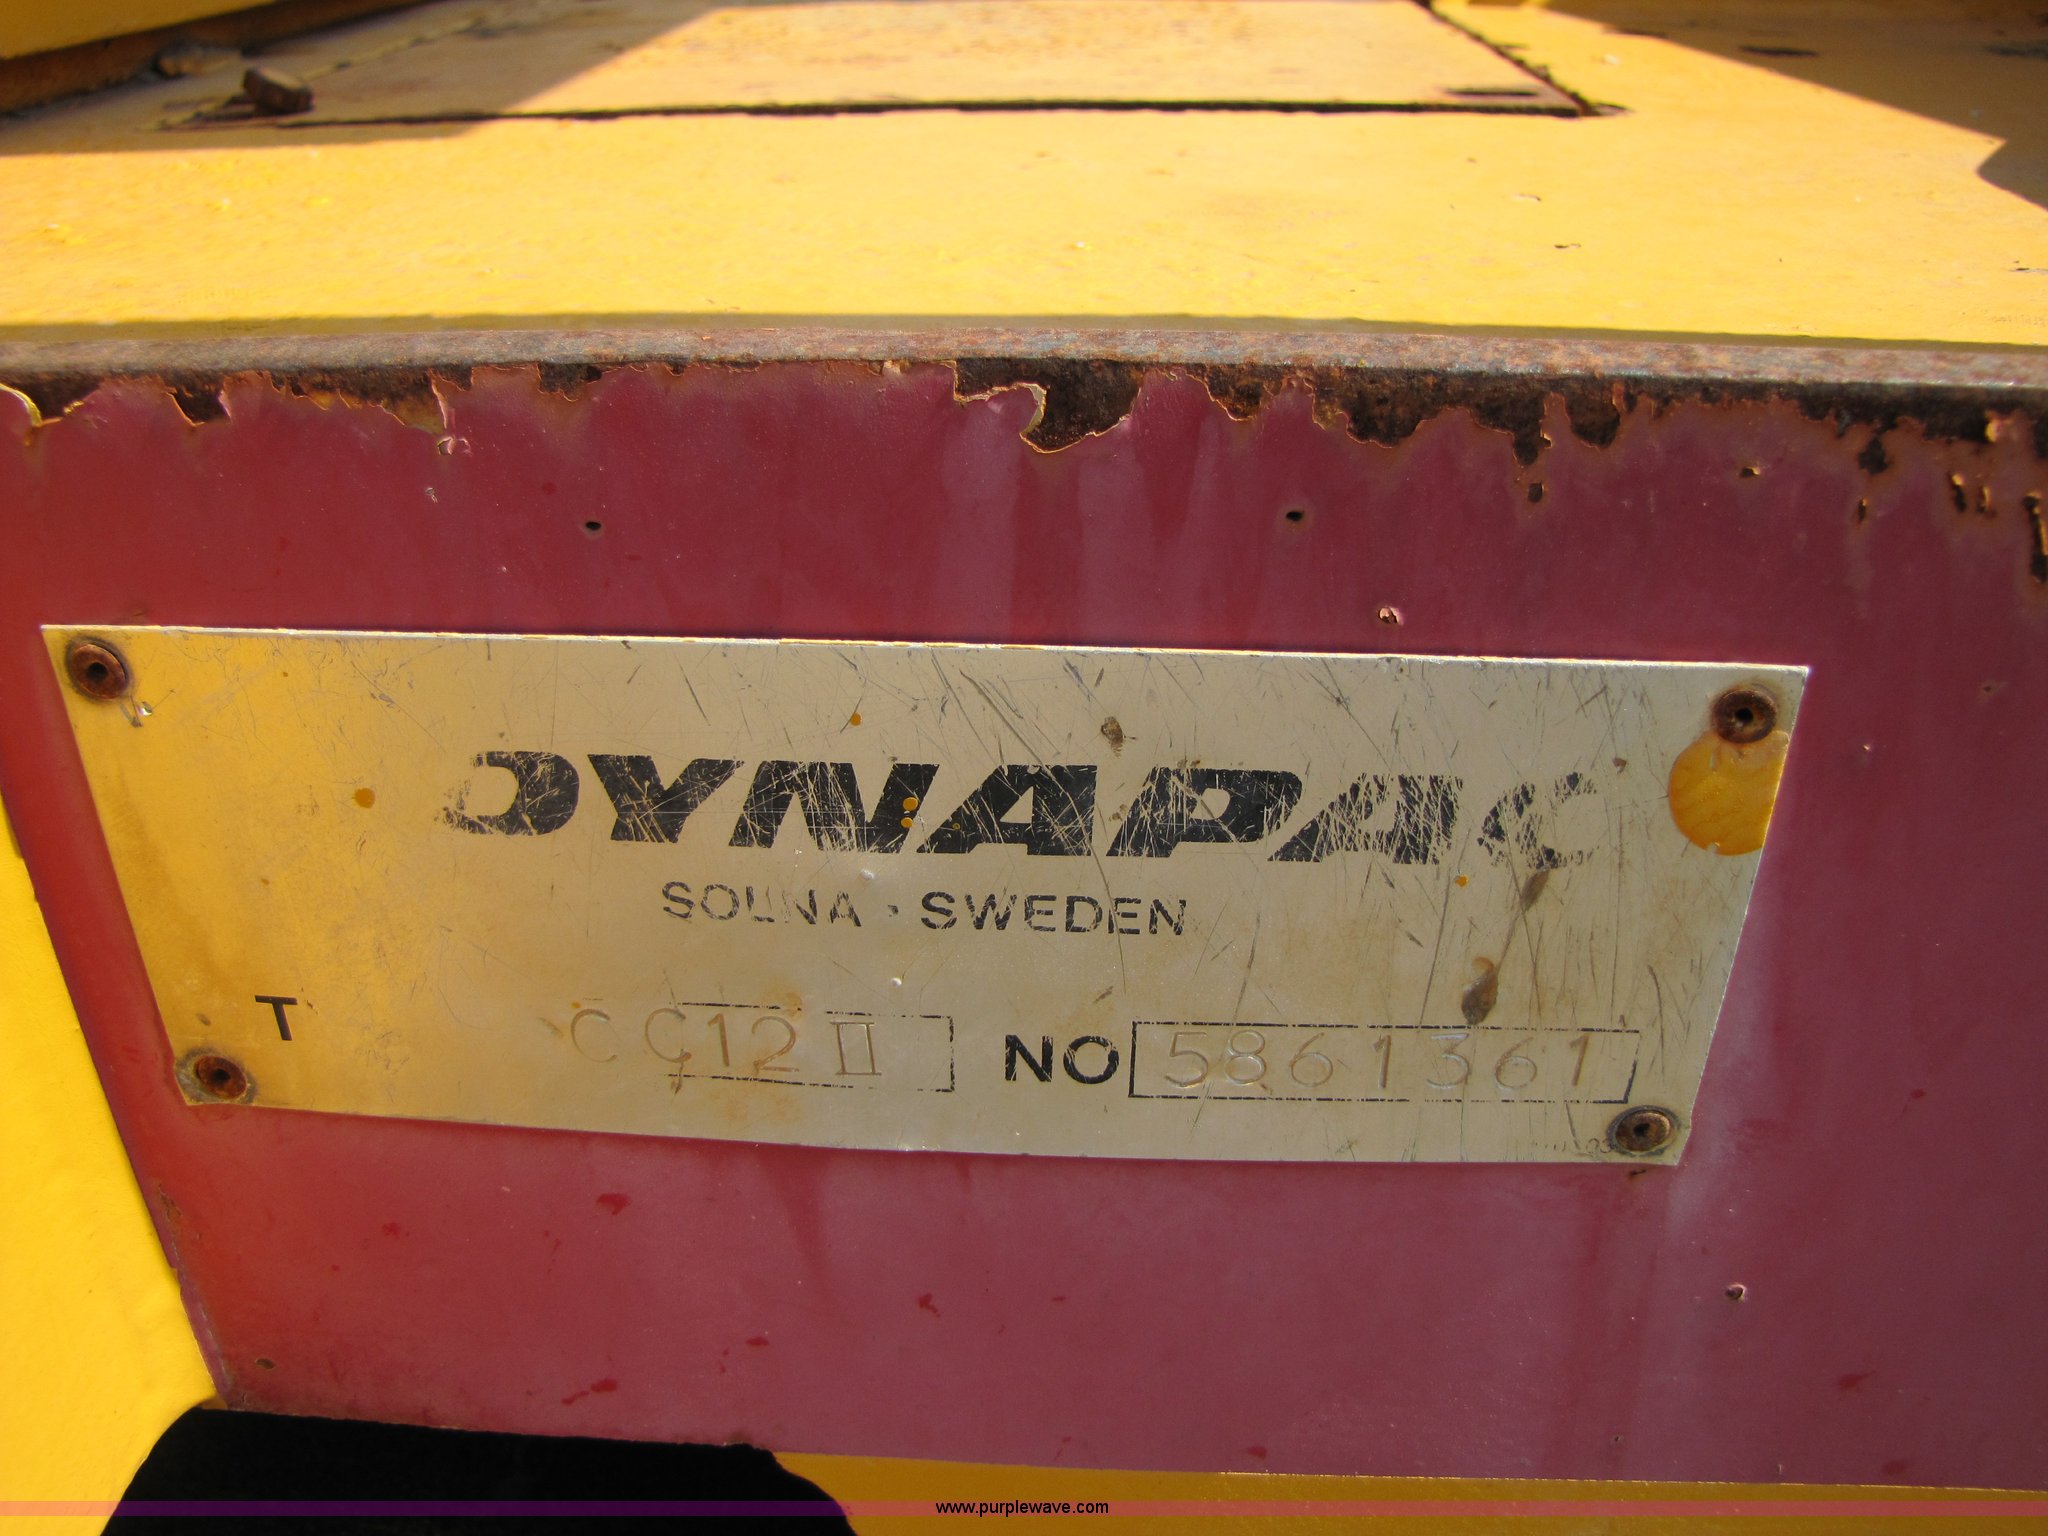 DYNAPAC
SOLNA · SWEDEN
T CC12 II NO 5861361
www.purplewave.com